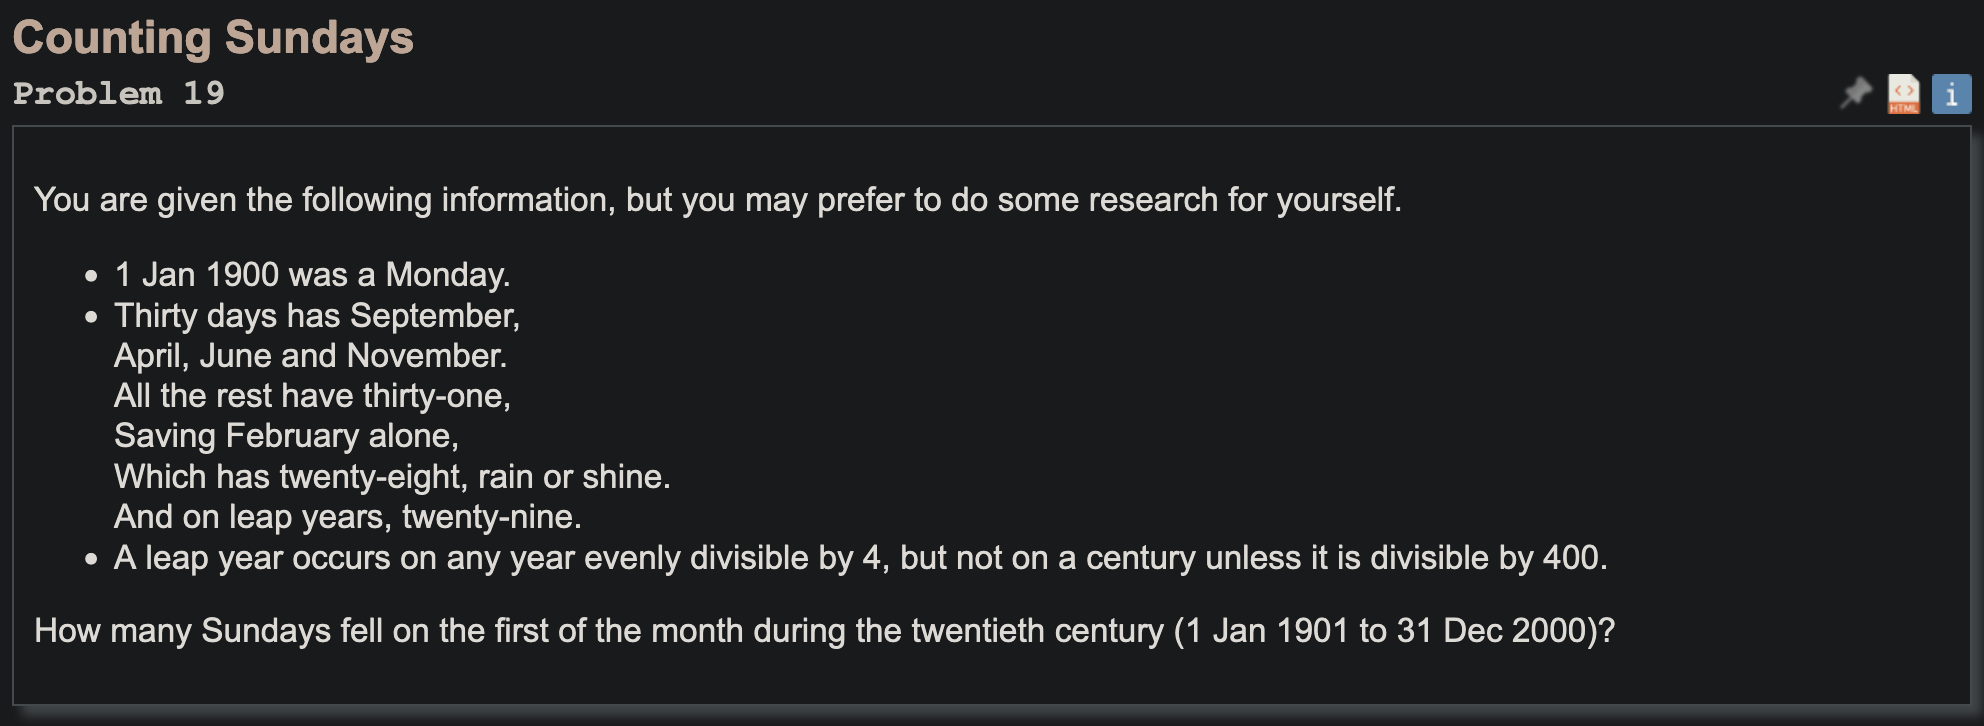 Counting Sundays
Problem 19
<> HTML i
You are given the following information, but you may prefer to do some research for yourself.
• 1 Jan 1900 was a Monday.
• Thirty days has September,
April, June and November.
All the rest have thirty-one,
Saving February alone,
Which has twenty-eight, rain or shine.
And on leap years, twenty-nine.
• A leap year occurs on any year evenly divisible by 4, but not on a century unless it is divisible by 400.
How many Sundays fell on the first of the month during the twentieth century (1 Jan 1901 to 31 Dec 2000)?